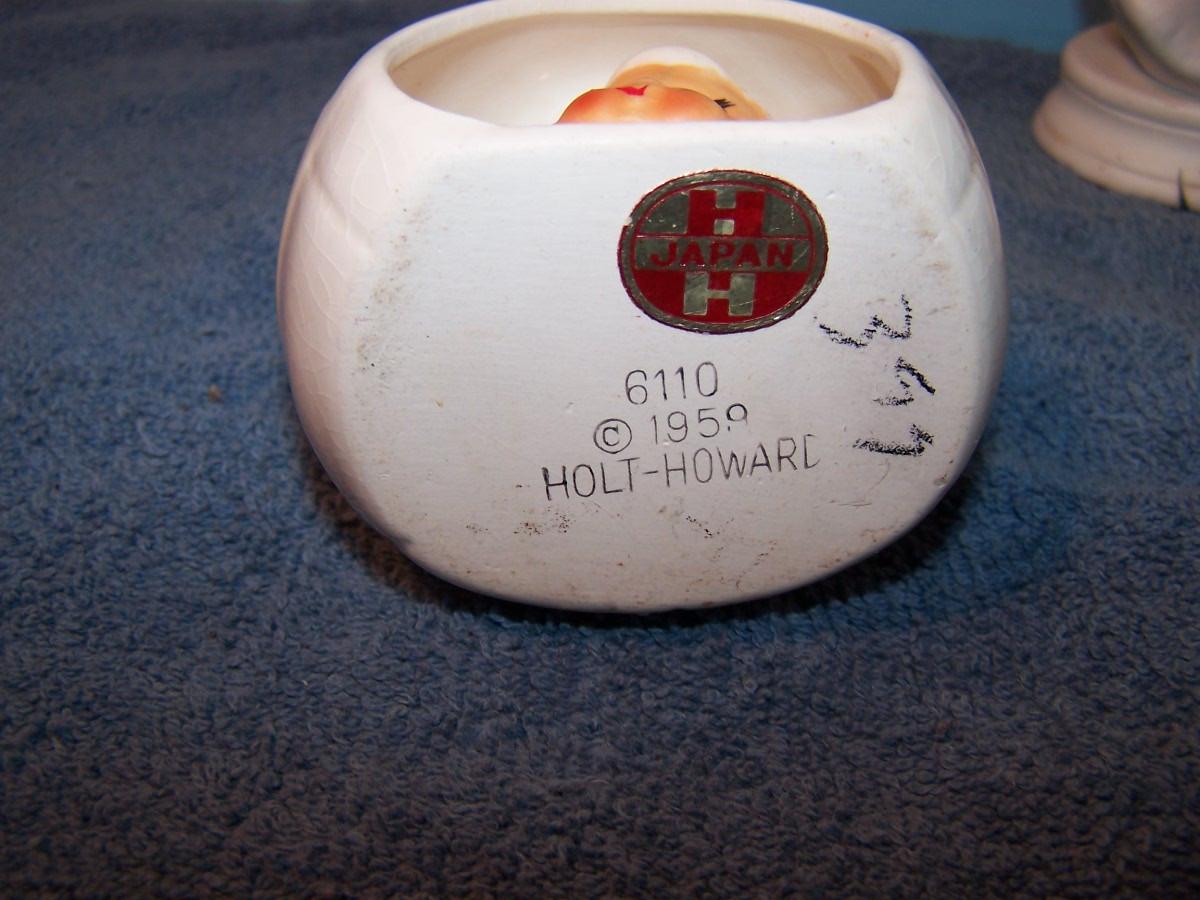 H
JAPAN
H
6110
© 1959
HOLT-HOWARD